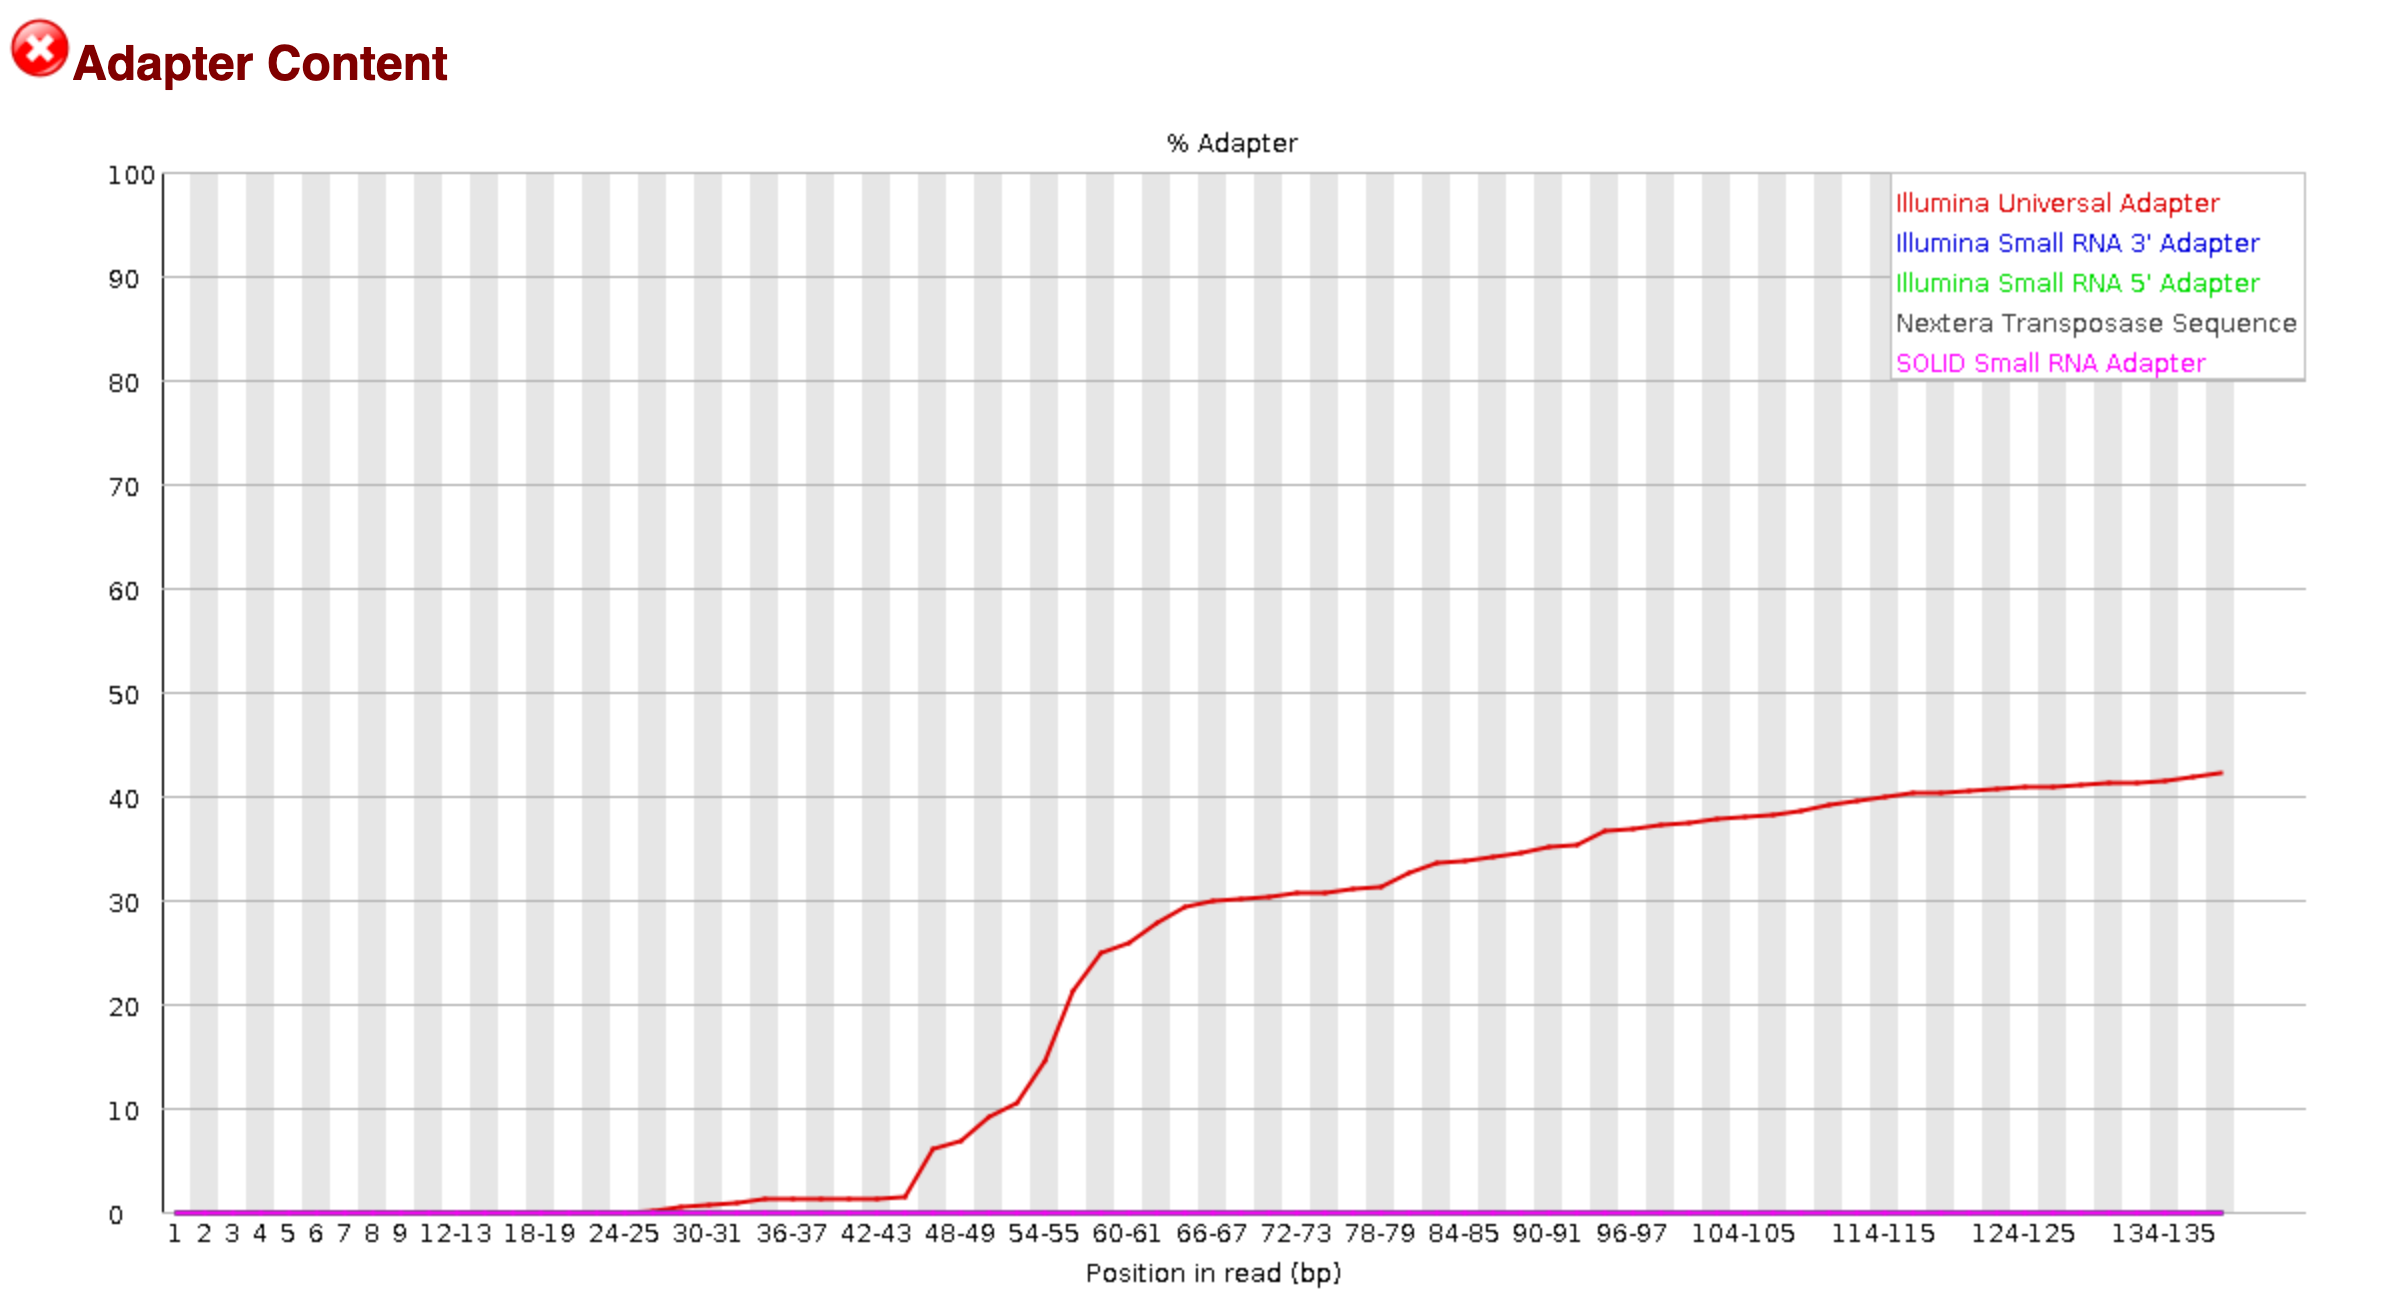 Adapter Content
% Adapter
100
90
80
70
60
50
40
30
20
10
0
Illumina Universal Adapter
Illumina Small RNA 3' Adapter
Illumina Small RNA 5' Adapter
Nextera Transposase Sequence
SOLID Small RNA Adapter
1 2 3 4 5 6 7 8 9 12-13 18-19 24-25 30-31 36-37 42-43 48-49 54-55 60-61 66-67 72-73 78-79 84-85 90-91 96-97 104-105 114-115 124-125 134-135
Position in read (bp)